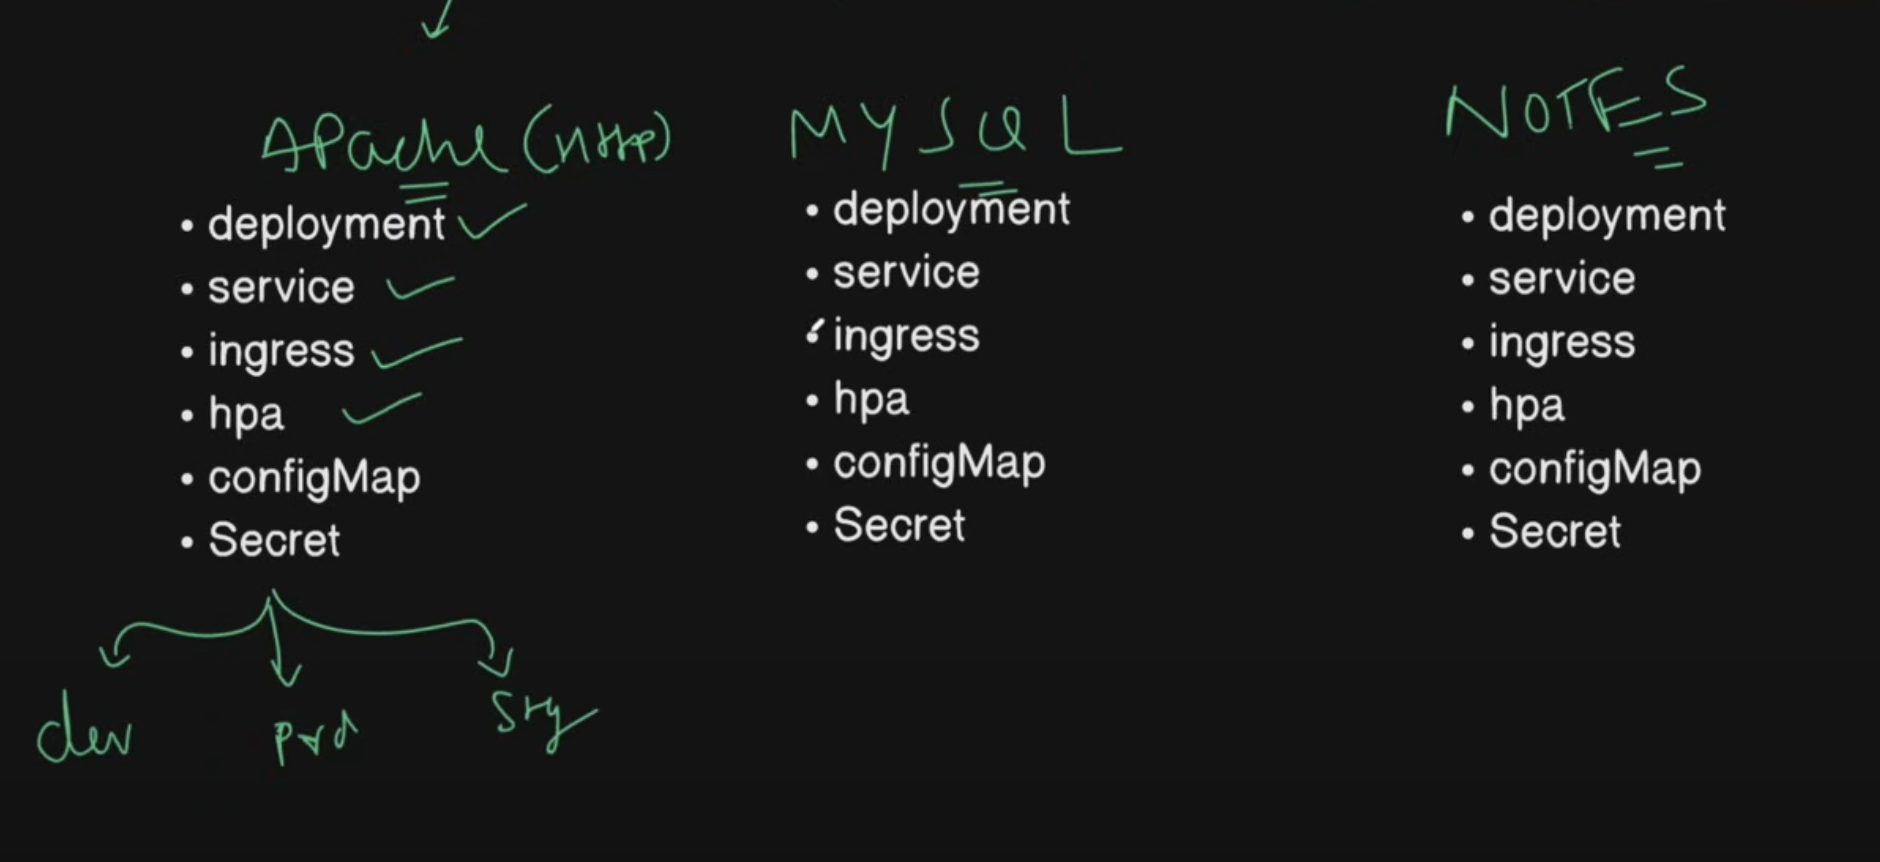 APache (Http)
• deployment
• service
• ingress
• hpa
• configMap
• Secret
dev
prd
stg
MYSQL
• deployment
• service
• ingress
• hpa
• configMap
• Secret
NOTES
• deployment
• service
• ingress
• hpa
• configMap
• Secret